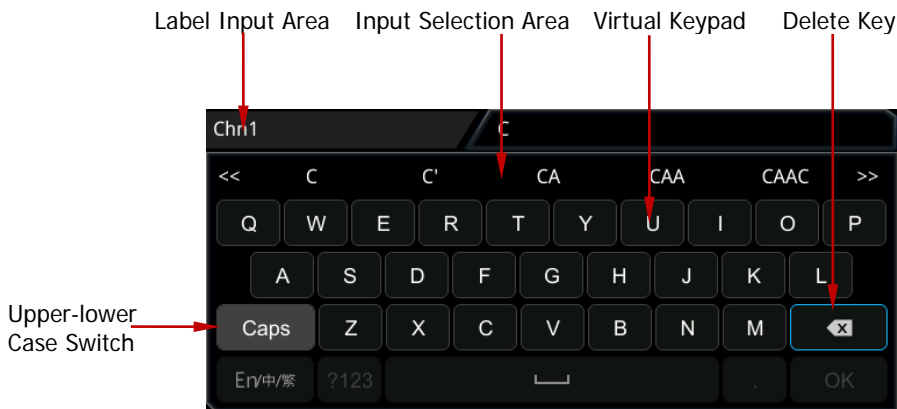 Label Input Area Input Selection Area Virtual Keypad Delete Key
Chn1 C
<< C C' CA CAA CAAC >>
Q W E R T Y U I O P
A S D F G H J K L
Upper-lower
Case Switch
Caps Z X C V B N M
En/中/繁 ?123 . OK